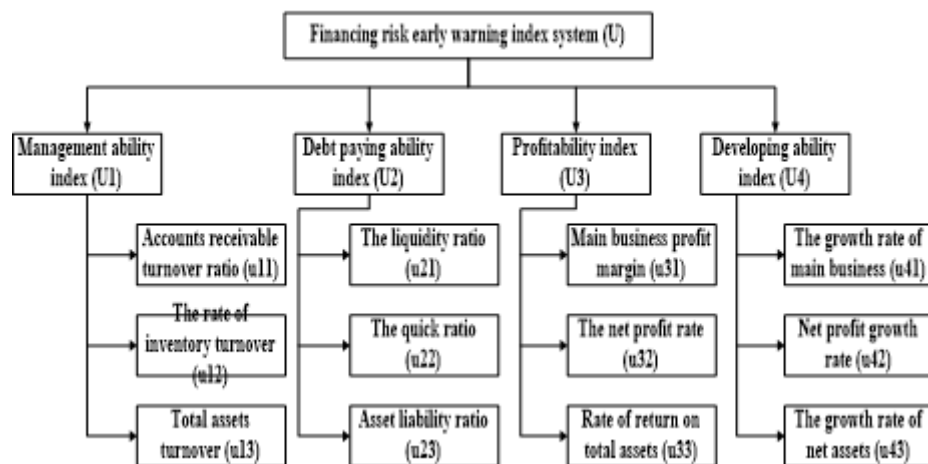 Financing risk early warning index system (U)
Management ability
index (U1)
Debt paying ability
index (U2)
Profitability index
(U3)
Developing ability
index (U4)
Accounts receivable
turnover ratio (u11)
The rate of
inventory turnover
(u12)
Total assets
turnover (u13)
The liquidity ratio
(u21)
The quick ratio
(u22)
Asset liability ratio
(u23)
Main business profit
margin (u31)
The net profit rate
(u32)
Rate of return on
total assets (u33)
The growth rate of
main business (u41)
Net profit growth
rate (u42)
The growth rate of
net assets (u43)